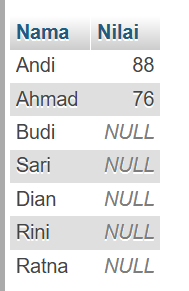 Nama Nilai
Andi 88
Ahmad 76
Budi NULL
Sari NULL
Dian NULL
Rini NULL
Ratna NULL